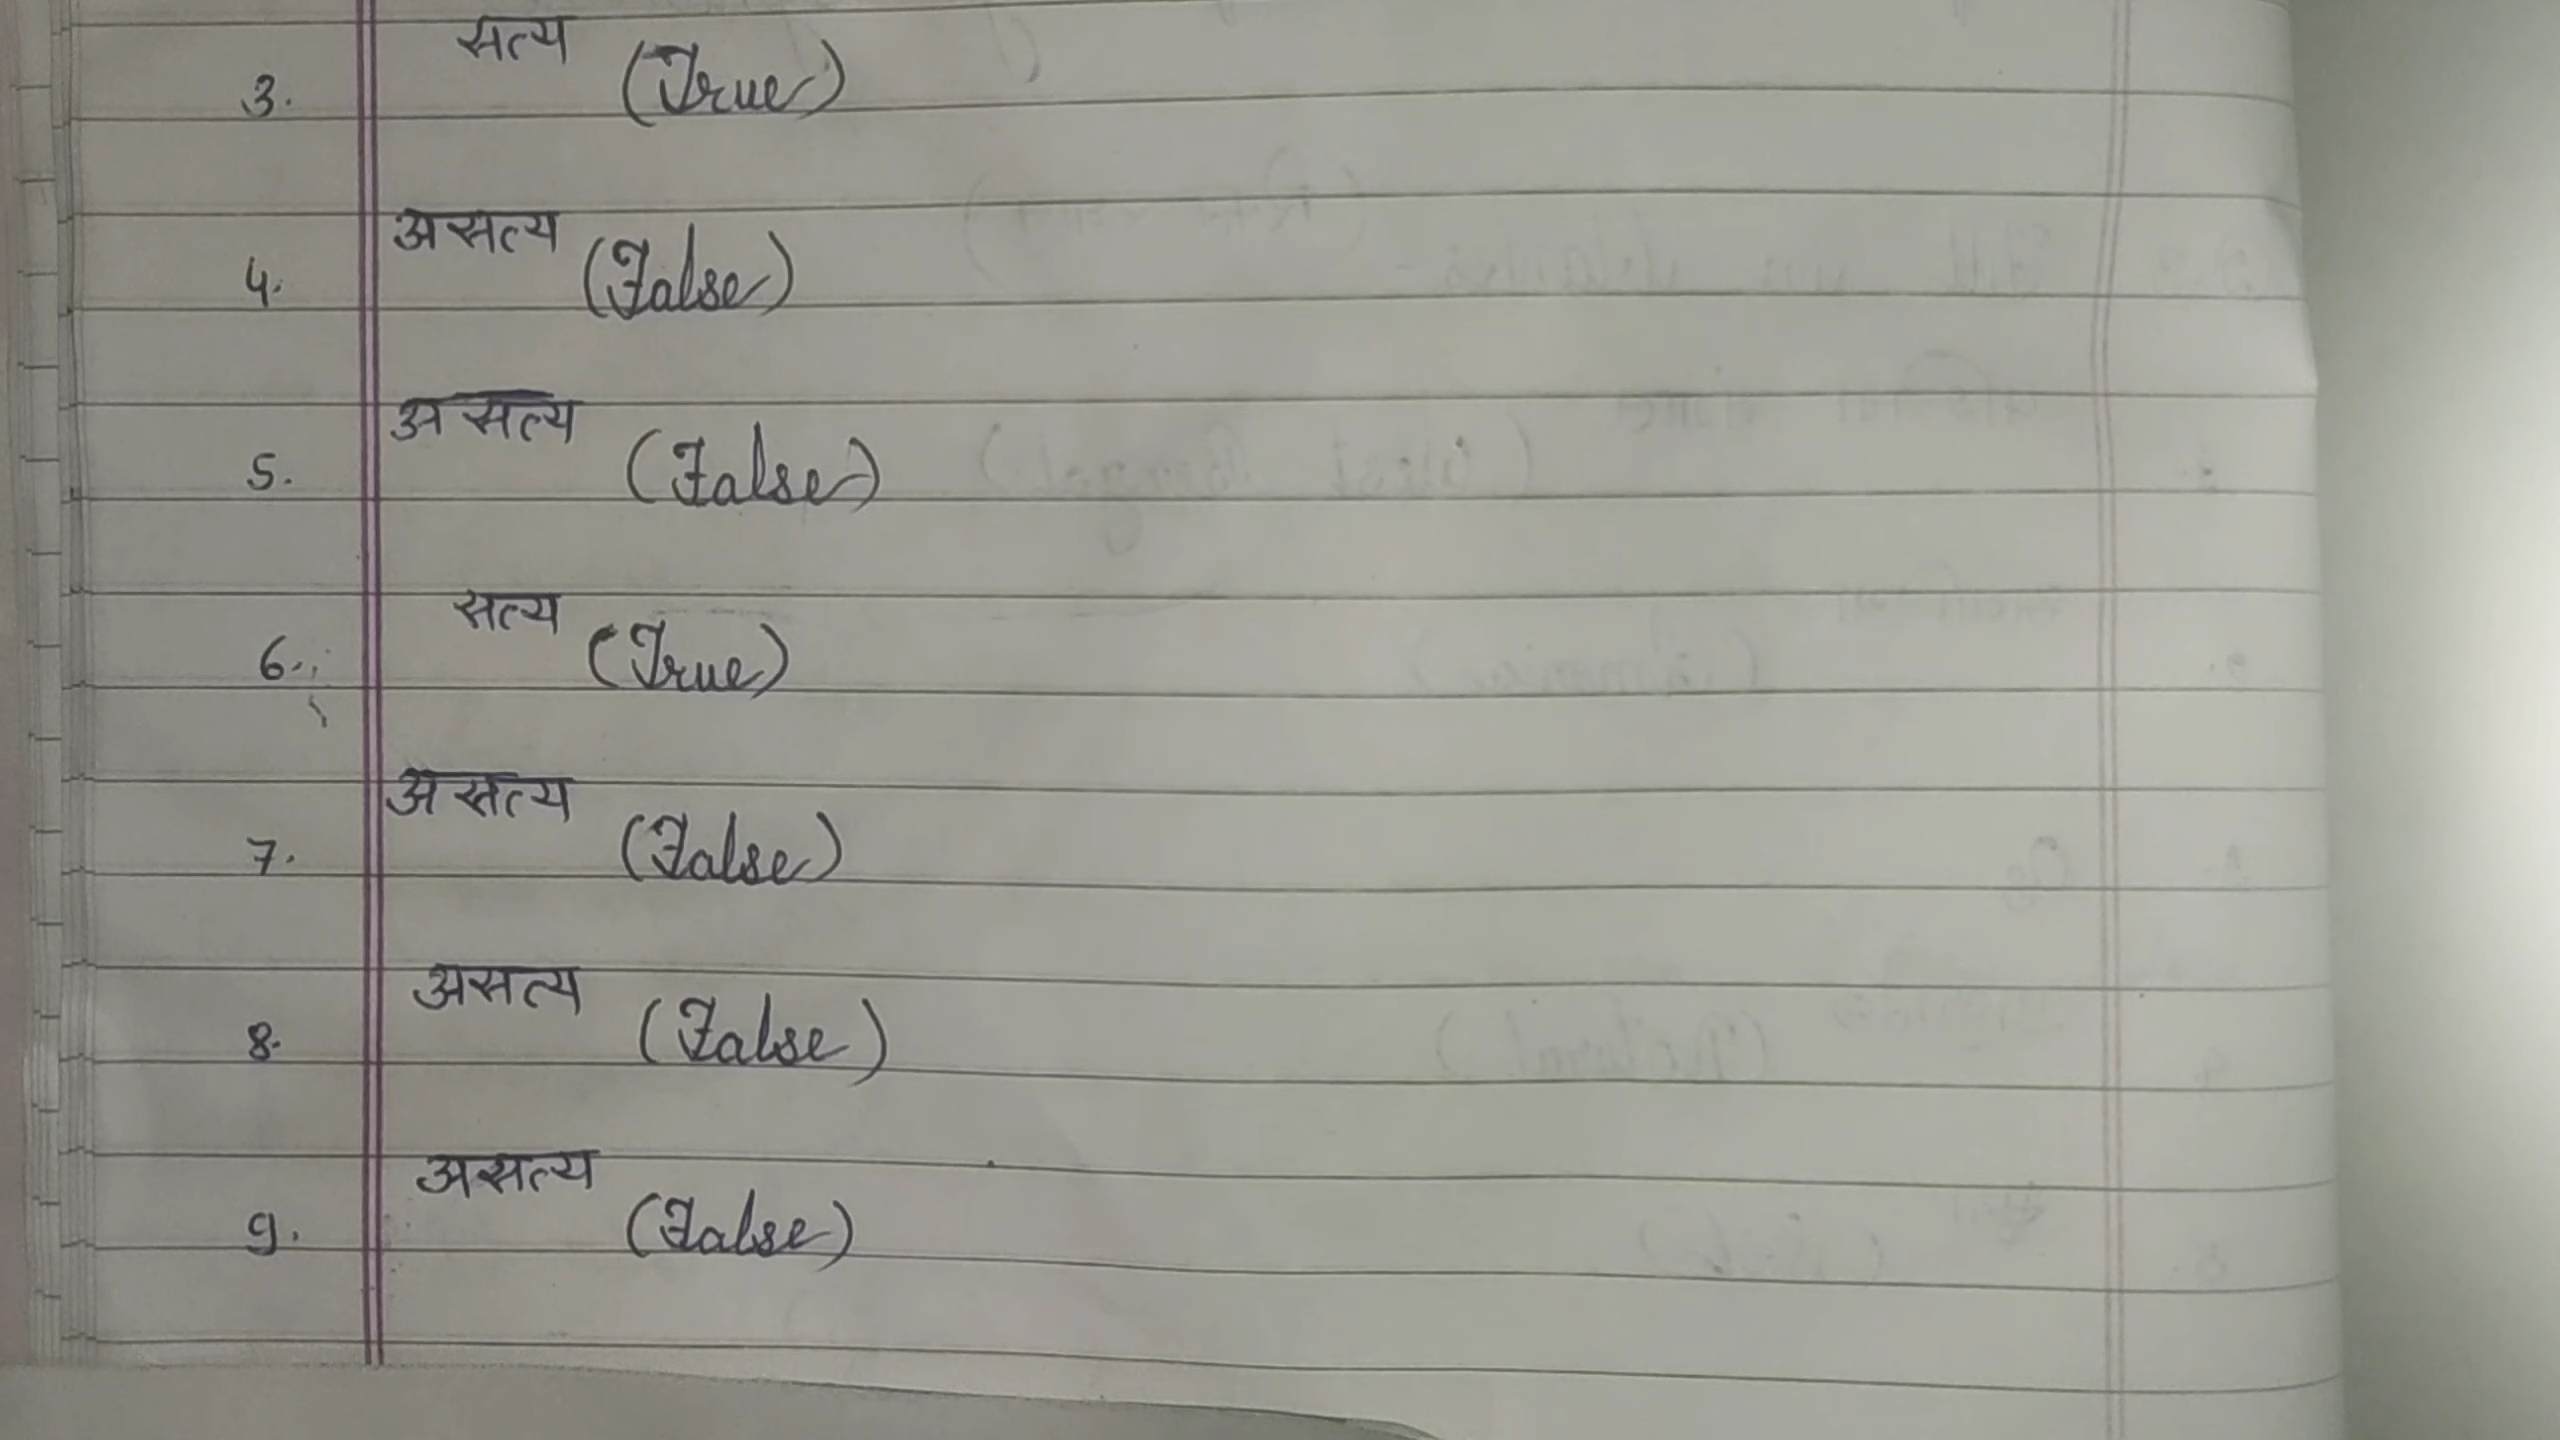 सत्य
3. (True)
असत्य
4. (False)
असत्य
5. (False)
सत्य
6. (True)
असत्य
7. (False)
असत्य
8. (False)
असत्य
9. (False)